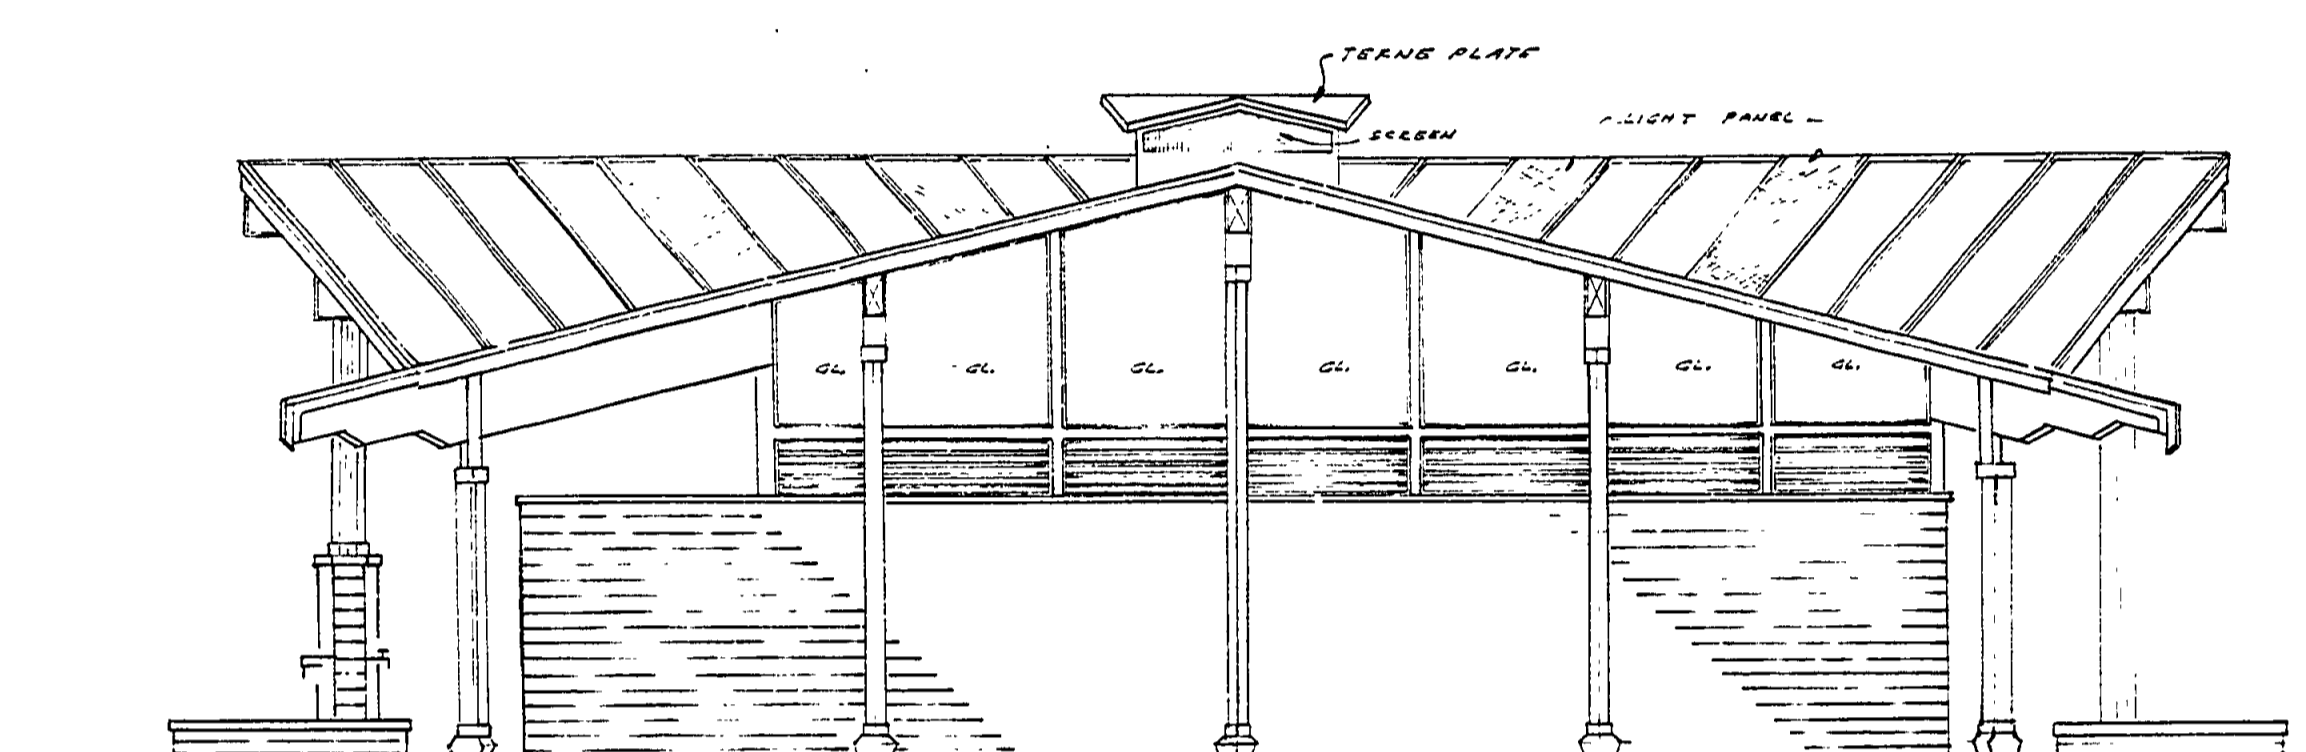 TERNE PLATE
LIGHT PANEL
SCREEN
GL. GL. GL. GL. GL. GL. GL.